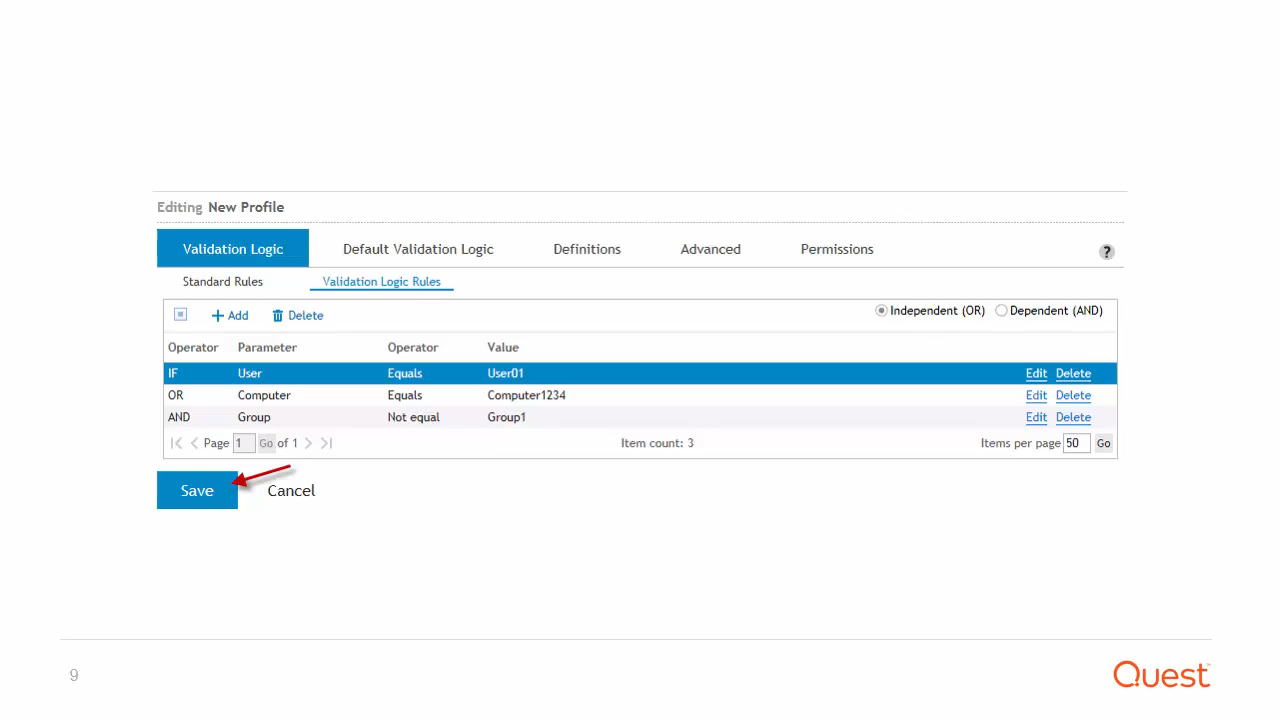 Editing New Profile
Validation Logic Default Validation Logic Definitions Advanced Permissions ?
Standard Rules Validation Logic Rules
Add Delete Independent (OR) Dependent (AND)
Operator Parameter Operator Value
IF User Equals User01 Edit Delete
OR Computer Equals Computer1234 Edit Delete
AND Group Not equal Group1 Edit Delete
Page 1 Go of 1 Item count: 3 Items per page 50 Go
Save Cancel
9 Quest